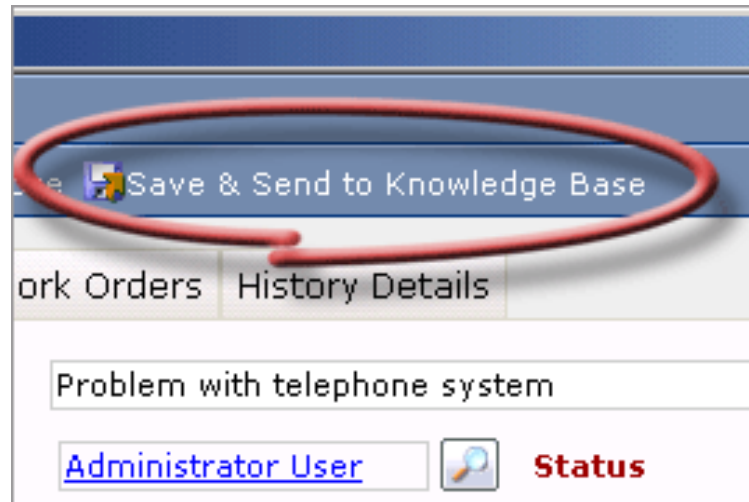 Save & Send to Knowledge Base
ork Orders History Details
Problem with telephone system
Administrator User Status